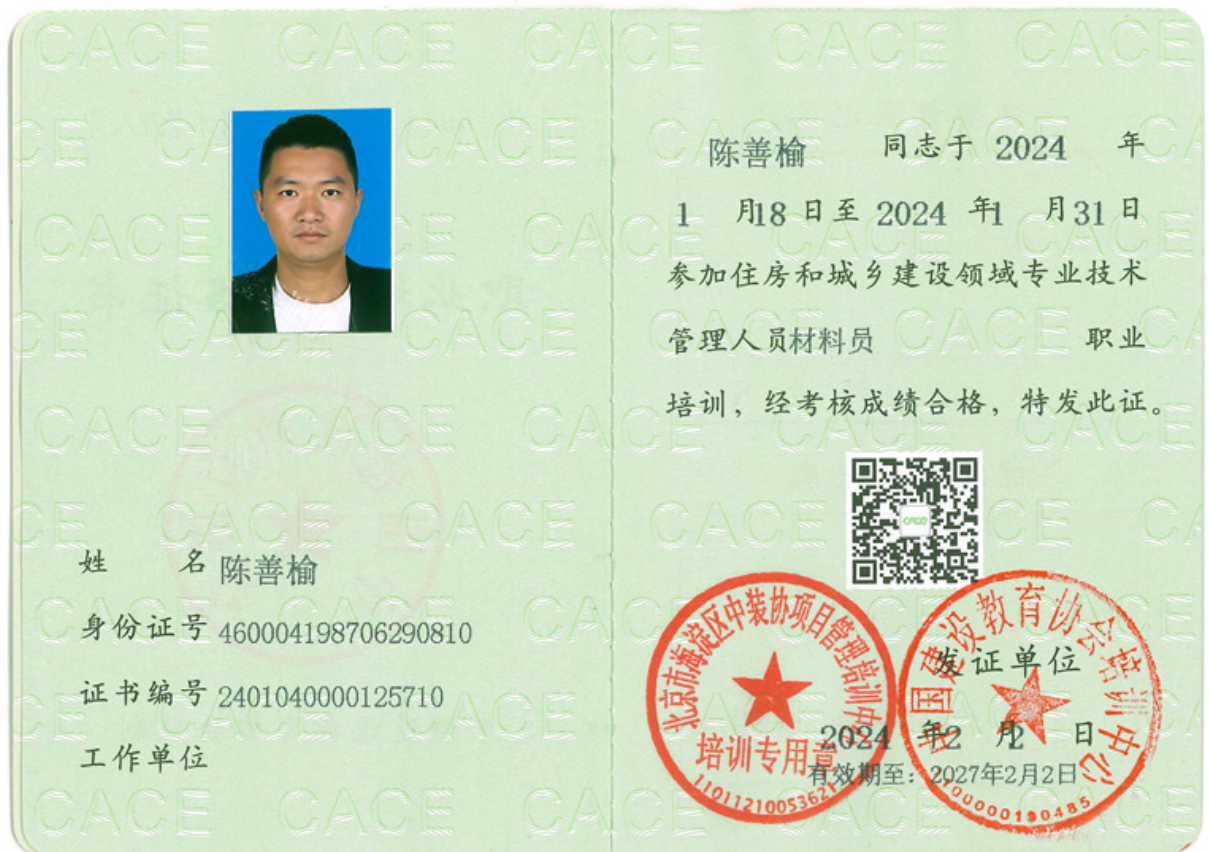 姓 名 陈善榆
身份证号 460004198706290810
证书编号 2401040000125710
工作单位
陈善榆 同志于 2024 年
1 月18 日至 2024 年1 月31 日
参加住房和城乡建设领域专业技术
管理人员材料员 职业
培训，经考核成绩合格，特发此证。
北京市海淀区中装协项目管理培训中心
培训专用章
1101121005362
中国建设教育协会培训中心
1000000190485
发证单位
2024 年2 月2 日
有效期至：2027年2月2日
CACE